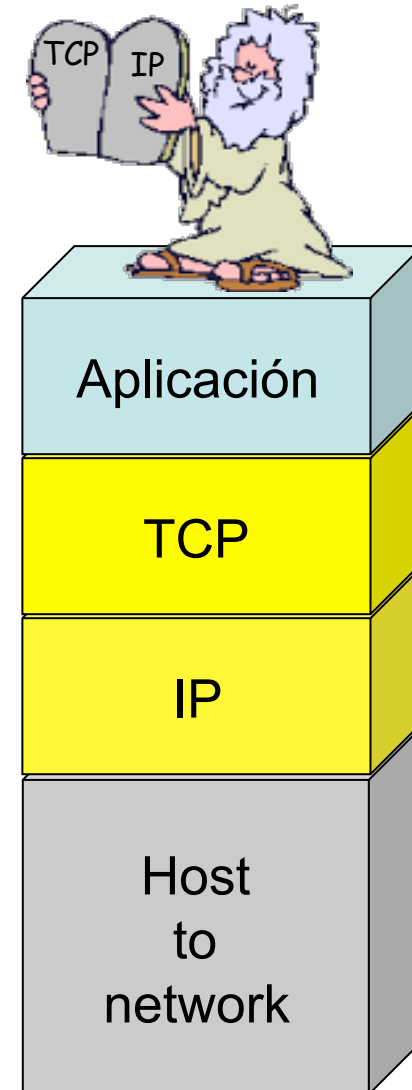 TCP
IP
Aplicación
TCP
IP
Host
to
network